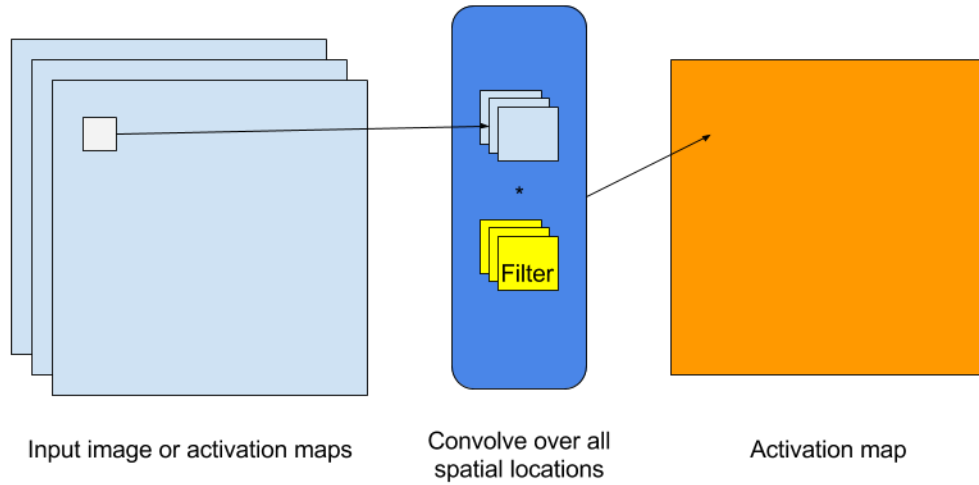 *
Filter
Input image or activation maps
Convolve over all
spatial locations
Activation map